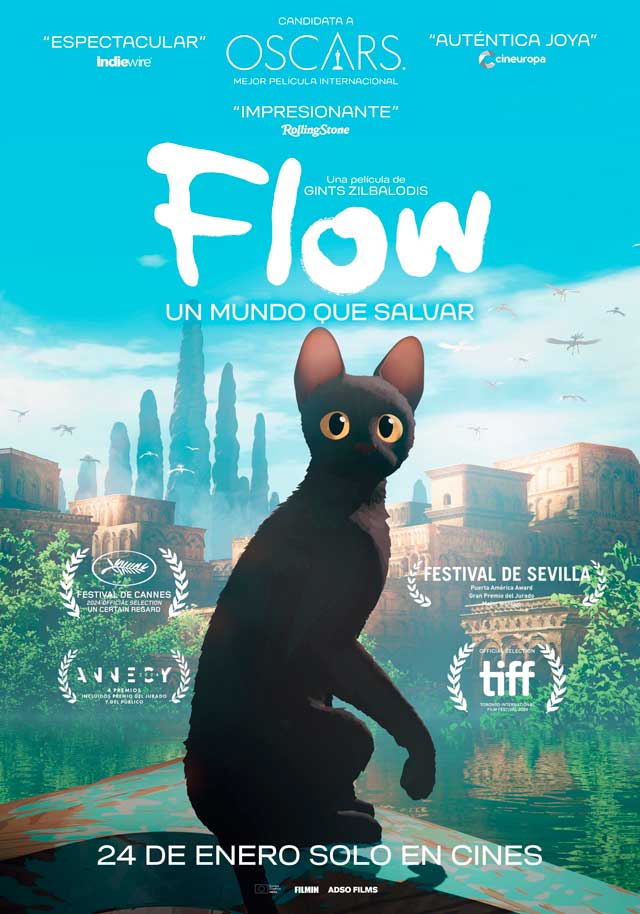 CANDIDATA A
"ESPECTACULAR"
IndieWire
OSCARS.
MEJOR PELÍCULA INTERNACIONAL
"AUTÉNTICA JOYA"
cineuropa
"IMPRESIONANTE"
RollingStone
Una película de
GINTS ZILBALODIS
Flow
UN MUNDO QUE SALVAR
FESTIVAL DE CANNES
2024 OFFICIAL SELECTION
UN CERTAIN REGARD
FESTIVAL DE SEVILLA
Puerta América Award
Gran Premio del Jurado
ANNECY
4 PREMIOS
INCLUIDOS PREMIO DEL JURADO
Y DEL PÚBLICO
OFFICIAL SELECTION
tiff
TORONTO INTERNATIONAL
FILM FESTIVAL 2024
24 DE ENERO SOLO EN CINES
FILMIN
ADSO FILMS